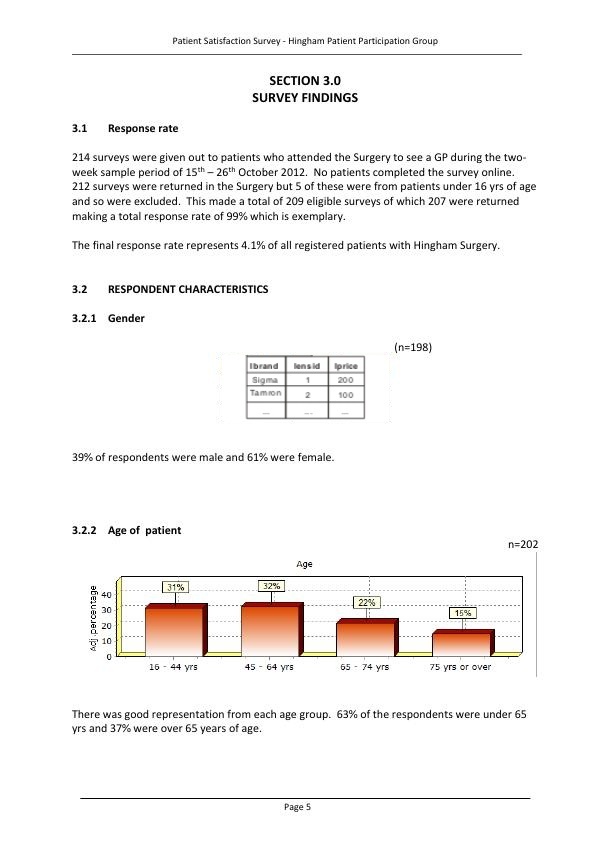 Patient Satisfaction Survey - Hingham Patient Participation Group
SECTION 3.0
SURVEY FINDINGS
3.1 Response rate
214 surveys were given out to patients who attended the Surgery to see a GP during the two-
week sample period of 15th – 26th October 2012. No patients completed the survey online.
212 surveys were returned in the Surgery but 5 of these were from patients under 16 yrs of age
and so were excluded. This made a total of 209 eligible surveys of which 207 were returned
making a total response rate of 99% which is exemplary.
The final response rate represents 4.1% of all registered patients with Hingham Surgery.
3.2 RESPONDENT CHARACTERISTICS
3.2.1 Gender
(n=198)
lbrand lensid lprice
Sigma 1 200
Tamron 2 100
... ... ...
39% of respondents were male and 61% were female.
3.2.2 Age of patient
n=202
Age
Adj.percentage
40
30
20
10
0
31% 32% 22% 15%
16 - 44 yrs 45 - 64 yrs 65 - 74 yrs 75 yrs or over
There was good representation from each age group. 63% of the respondents were under 65
yrs and 37% were over 65 years of age.
Page 5